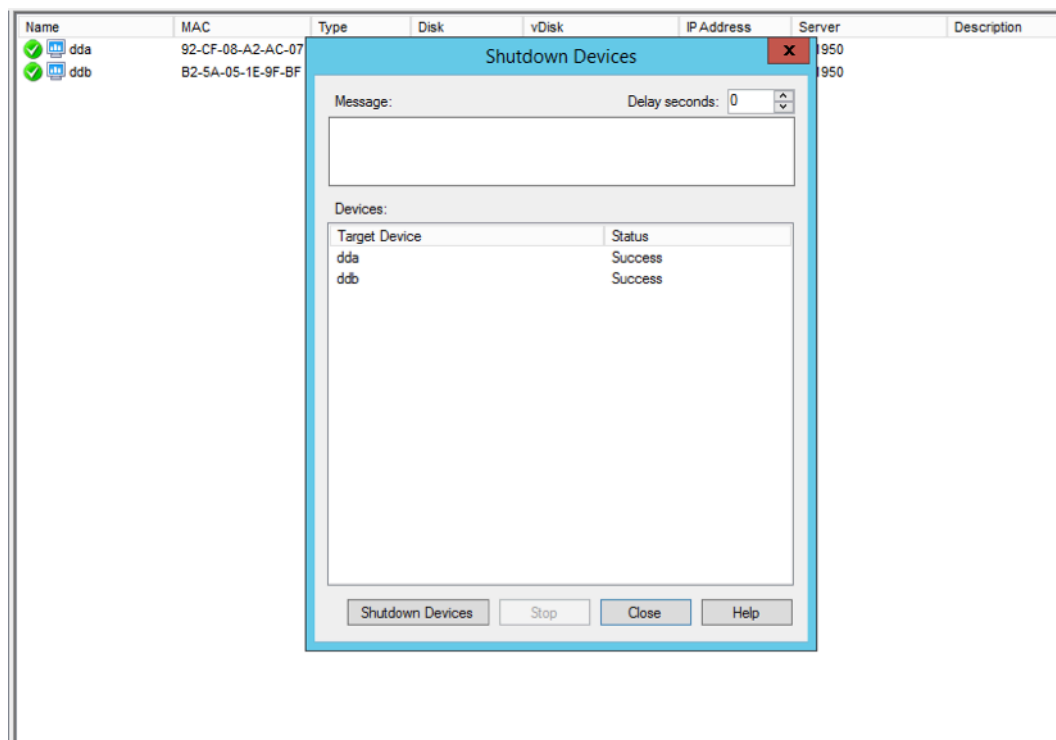 Name MAC Type Disk vDisk IP Address Server Description
dda 92-CF-08-A2-AC-07 1950
ddb B2-5A-05-1E-9F-BF 1950
Shutdown Devices x
Message: Delay seconds: 0
Devices:
Target Device Status
dda Success
ddb Success
Shutdown Devices Stop Close Help